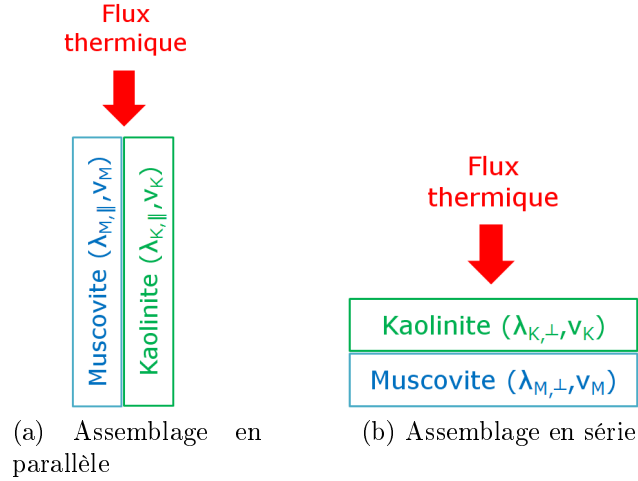 Flux
thermique
Muscovite (λM,∥,vM)
Kaolinite (λK,∥,vK)
(a) Assemblage en
parallèle
Flux
thermique
Kaolinite (λK,⊥,vK)
Muscovite (λM,⊥,vM)
(b) Assemblage en série